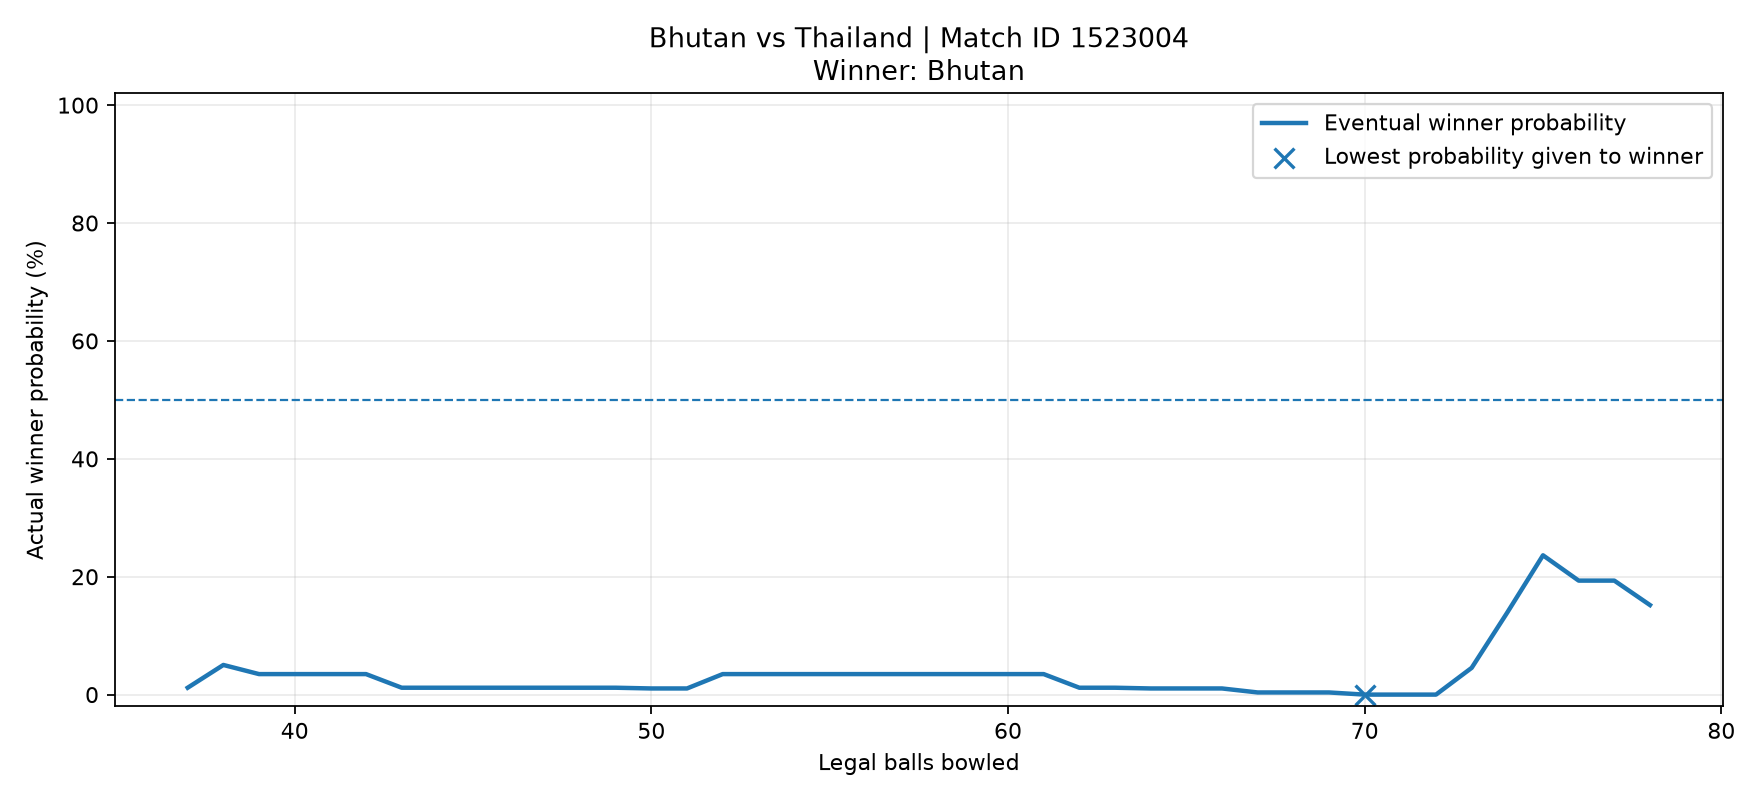 Bhutan vs Thailand | Match ID 1523004
Winner: Bhutan
Eventual winner probability
Lowest probability given to winner
Actual winner probability (%)
100
80
60
40
20
0
40
50
60
70
80
Legal balls bowled